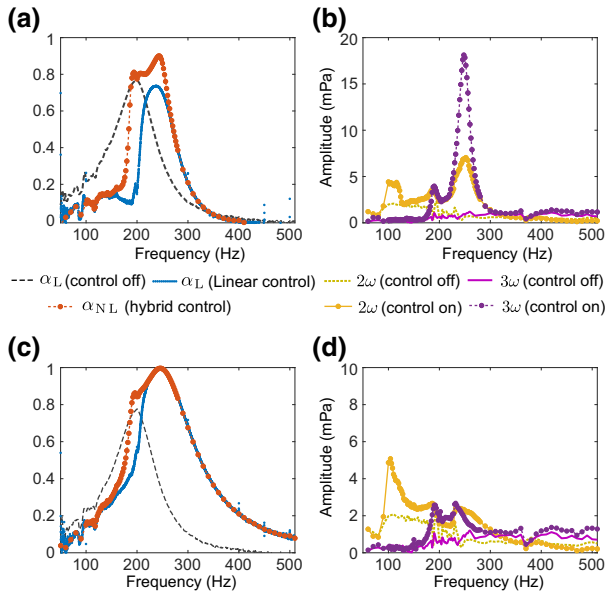 (a)
1
0.8
0.6
0.4
0.2
0
100 200 300 400 500
Frequency (Hz)
(b)
Amplitude (mPa)
20
15
10
5
0
100 200 300 400 500
Frequency (Hz)
α_L (control off) α_L (Linear control) 2ω (control off) 3ω (control off)
α_NL (hybrid control) 2ω (control on) 3ω (control on)
(c)
1
0.8
0.6
0.4
0.2
0
100 200 300 400 500
Frequency (Hz)
(d)
Amplitude (mPa)
10
8
6
4
2
0
100 200 300 400 500
Frequency (Hz)